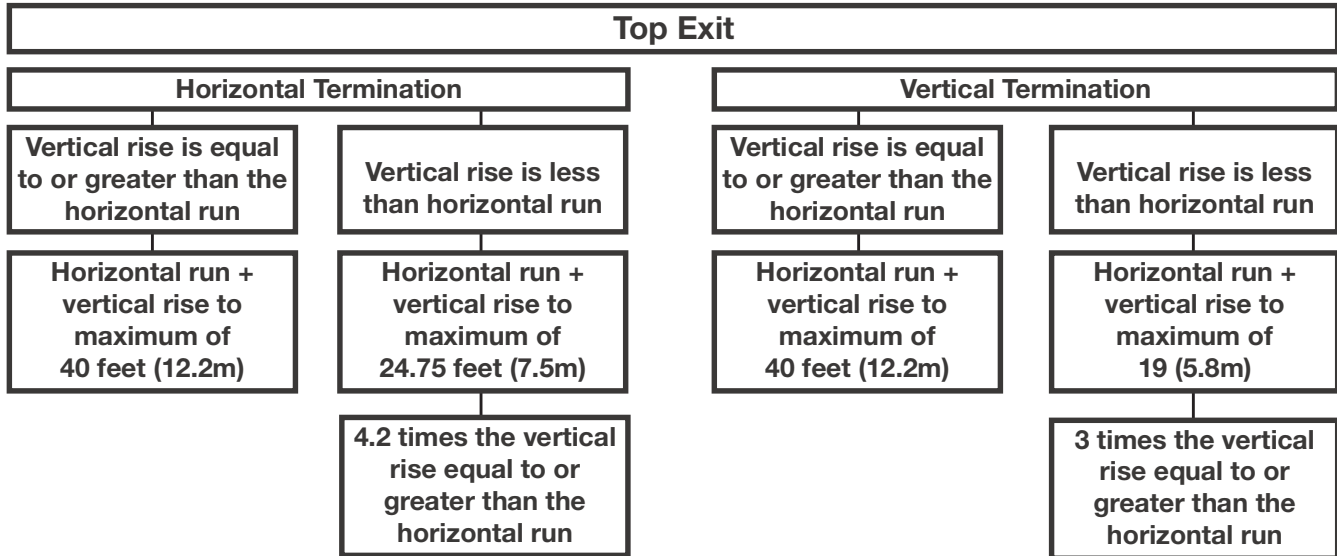 Top Exit
Horizontal Termination
Vertical rise is equal
to or greater than the
horizontal run
Horizontal run +
vertical rise to
maximum of
40 feet (12.2m)
Vertical rise is less
than horizontal run
Horizontal run +
vertical rise to
maximum of
24.75 feet (7.5m)
4.2 times the vertical
rise equal to or
greater than the
horizontal run
Vertical Termination
Vertical rise is equal
to or greater than the
horizontal run
Horizontal run +
vertical rise to
maximum of
40 feet (12.2m)
Vertical rise is less
than horizontal run
Horizontal run +
vertical rise to
maximum of
19 (5.8m)
3 times the vertical
rise equal to or
greater than the
horizontal run